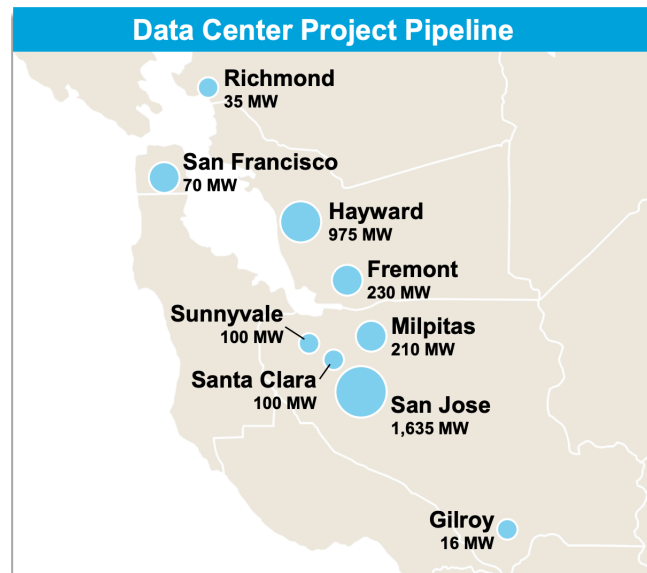 Data Center Project Pipeline
Richmond
35 MW
San Francisco
70 MW
Hayward
975 MW
Fremont
230 MW
Sunnyvale
100 MW
Milpitas
210 MW
Santa Clara
100 MW
San Jose
1,635 MW
Gilroy
16 MW